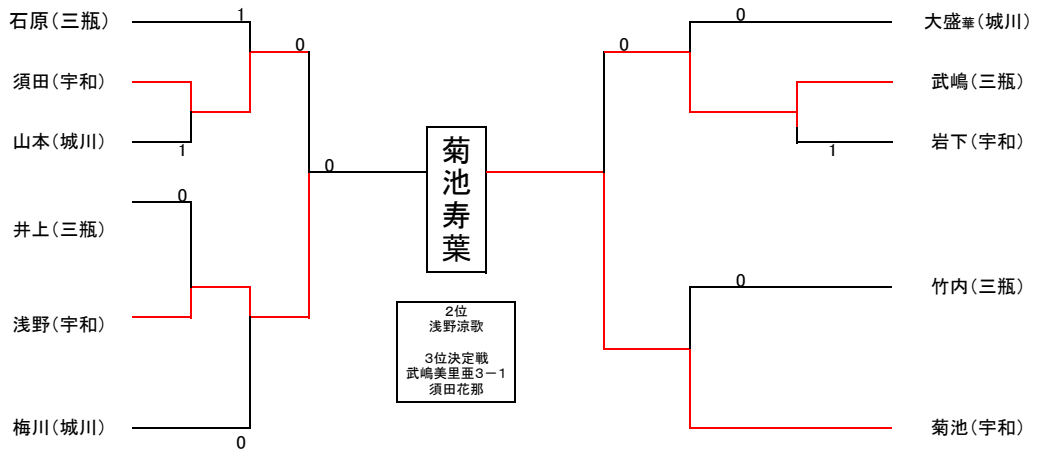 石原（三瓶）
1
0
須田（宇和）
山本（城川）
1
0
井上（三瓶）
0
浅野（宇和）
梅川（城川）
0
菊池寿葉
2位
浅野涼歌
3位決定戦
武嶋美里亜3－1
須田花那
0
0
大盛華（城川）
武嶋（三瓶）
岩下（宇和）
1
0
竹内（三瓶）
菊池（宇和）